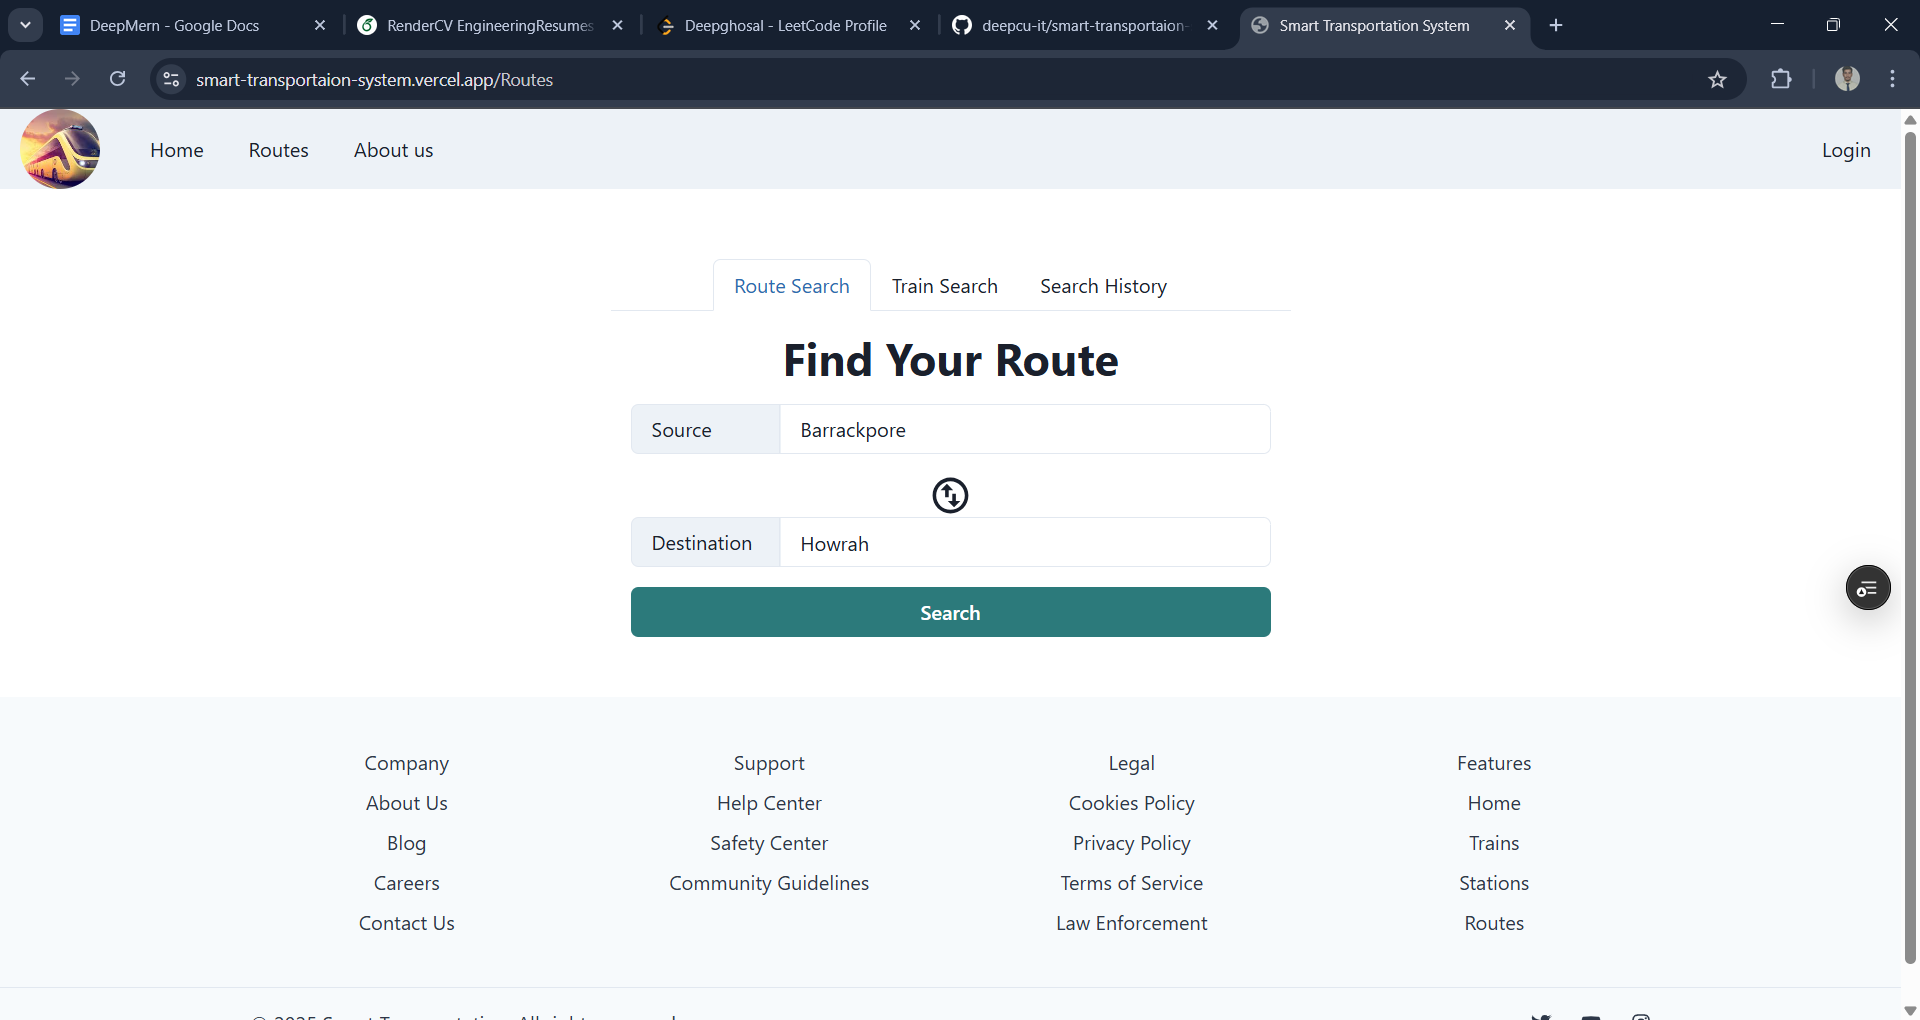 DeepMern - Google Docs
RenderCV EngineeringResumes
Deepghosal - LeetCode Profile
deepcu-it/smart-transportaion-
Smart Transportation System
smart-transportaion-system.vercel.app/Routes
Home Routes About us Login
Route Search Train Search Search History
Find Your Route
Source Barrackpore
Destination Howrah
Search
Company Support Legal Features
About Us Help Center Cookies Policy Home
Blog Safety Center Privacy Policy Trains
Careers Community Guidelines Terms of Service Stations
Contact Us Law Enforcement Routes